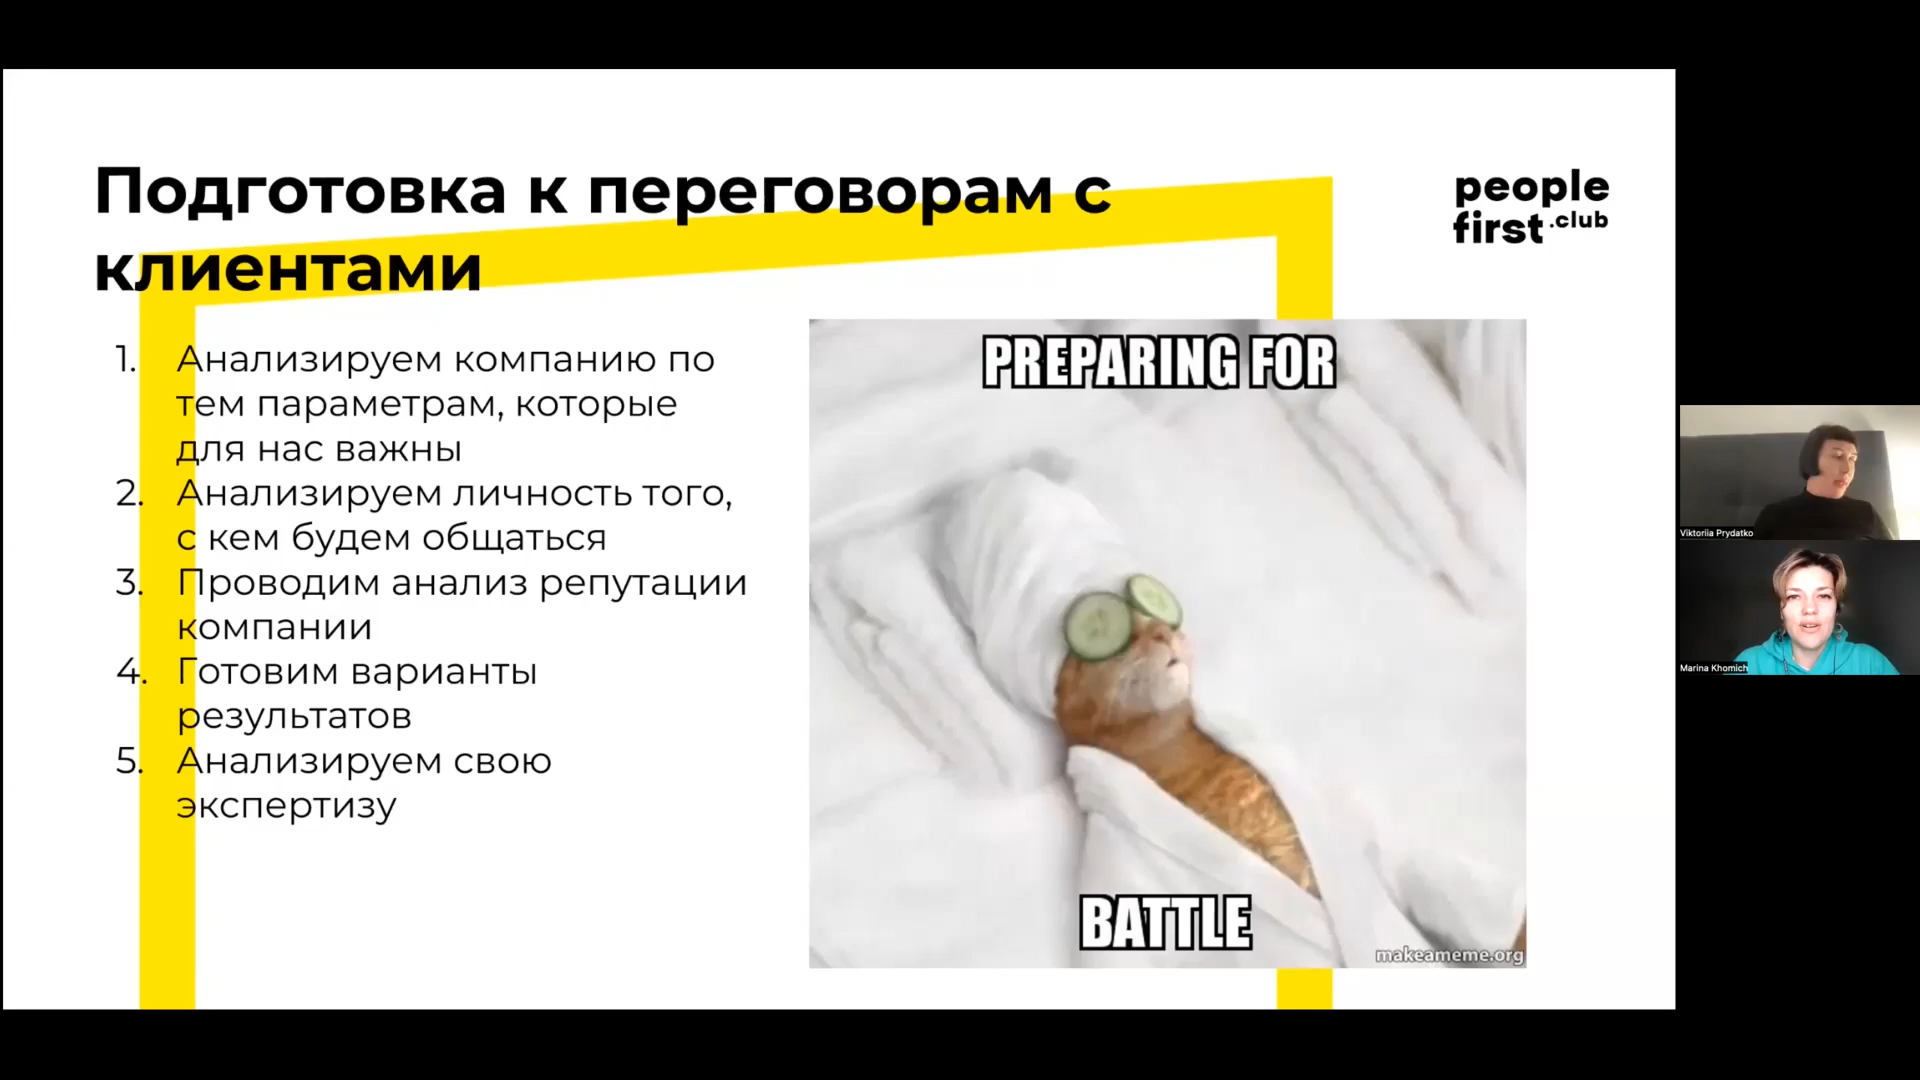 Подготовка к переговорам с
клиентами
people
first .club
1. Анализируем компанию по
тем параметрам, которые
для нас важны
2. Анализируем личность того,
с кем будем общаться
3. Проводим анализ репутации
компании
4. Готовим варианты
результатов
5. Анализируем свою
экспертизу
PREPARING FOR
BATTLE
makeameme.org
Viktoriia Prydatko
Marina Khomich